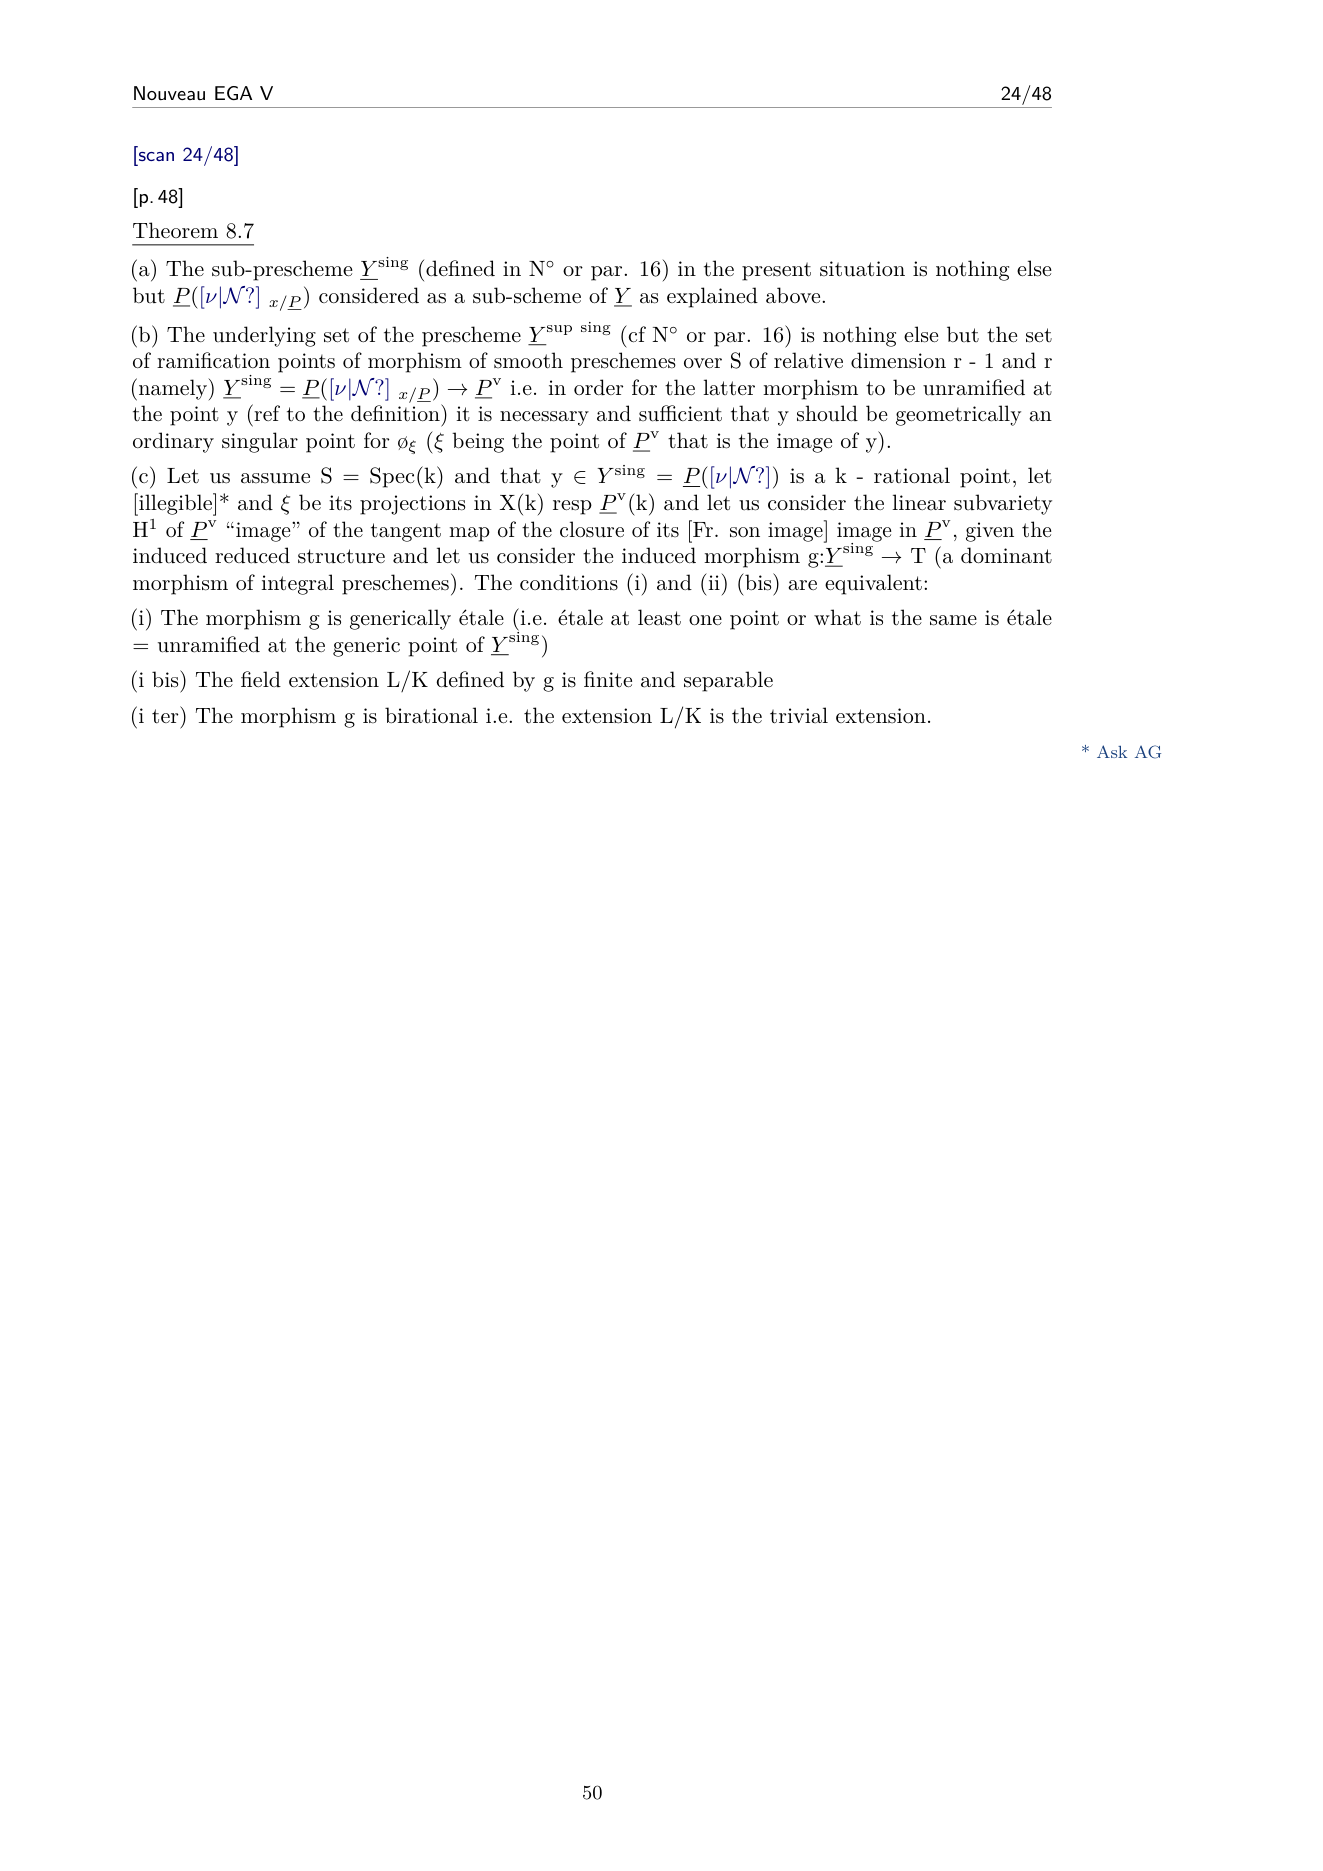 Nouveau EGA V 24/48
[scan 24/48]
[p. 48]
Theorem 8.7
(a) The sub-prescheme Y^sing (defined in N° or par. 16) in the present situation is nothing else
but P([ν|𝒩?] x/P) considered as a sub-scheme of Y as explained above.
(b) The underlying set of the prescheme Y^sup sing (cf N° or par. 16) is nothing else but the set
of ramification points of morphism of smooth preschemes over S of relative dimension r - 1 and r
(namely) Y^sing = P([ν|𝒩?] x/P) → P^v i.e. in order for the latter morphism to be unramified at
the point y (ref to the definition) it is necessary and sufficient that y should be geometrically an
ordinary singular point for ø_ξ (ξ being the point of P^v that is the image of y).
(c) Let us assume S = Spec(k) and that y ∈ Y^sing = P([ν|𝒩?]) is a k - rational point, let
[illegible]* and ξ be its projections in X(k) resp P^v(k) and let us consider the linear subvariety
H^1 of P^v “image” of the tangent map of the closure of its [Fr. son image] image in P^v, given the
induced reduced structure and let us consider the induced morphism g:Y^sing → T (a dominant
morphism of integral preschemes). The conditions (i) and (ii) (bis) are equivalent:
(i) The morphism g is generically étale (i.e. étale at least one point or what is the same is étale
= unramified at the generic point of Y^sing)
(i bis) The field extension L/K defined by g is finite and separable
(i ter) The morphism g is birational i.e. the extension L/K is the trivial extension.
* Ask AG
50